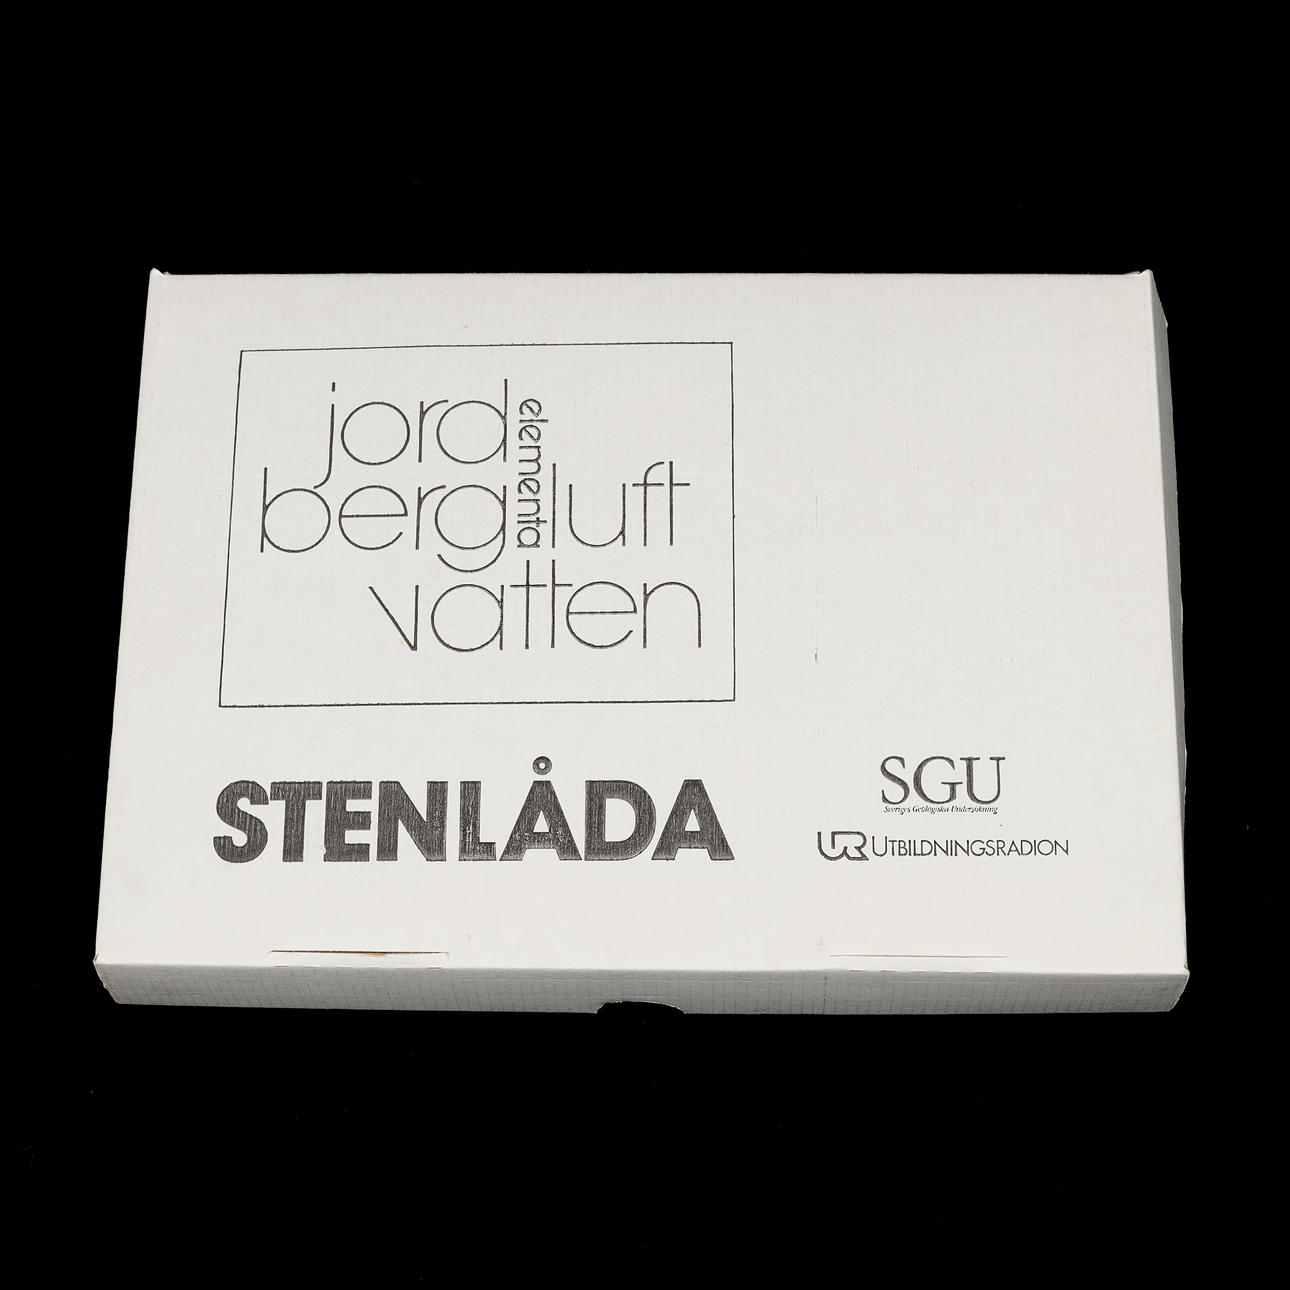 jord
elementa
berg luft
vatten
STENLÅDA
SGU
Sveriges Geologiska Undersökning
UR UTBILDNINGSRADION